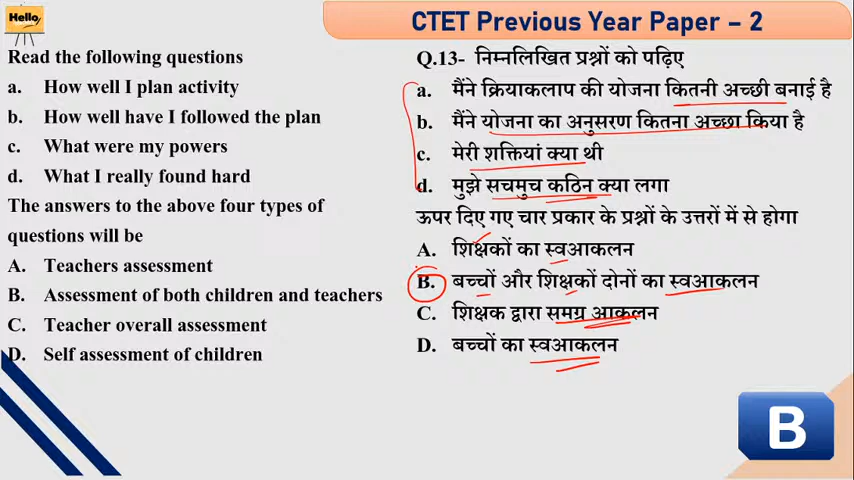 Hello
CTET Previous Year Paper – 2
Read the following questions
a. How well I plan activity
b. How well have I followed the plan
c. What were my powers
d. What I really found hard
The answers to the above four types of
questions will be
A. Teachers assessment
B. Assessment of both children and teachers
C. Teacher overall assessment
D. Self assessment of children
Q.13- निम्नलिखित प्रश्नों को पढ़िए
a. मैंने क्रियाकलाप की योजना कितनी अच्छी बनाई है
b. मैंने योजना का अनुसरण कितना अच्छा किया है
c. मेरी शक्तियां क्या थी
d. मुझे सचमुच कठिन क्या लगा
ऊपर दिए गए चार प्रकार के प्रश्नों के उत्तरों में से होगा
A. शिक्षकों का स्वआकलन
B. बच्चों और शिक्षकों दोनों का स्वआकलन
C. शिक्षक द्वारा समग्र आकलन
D. बच्चों का स्वआकलन
B